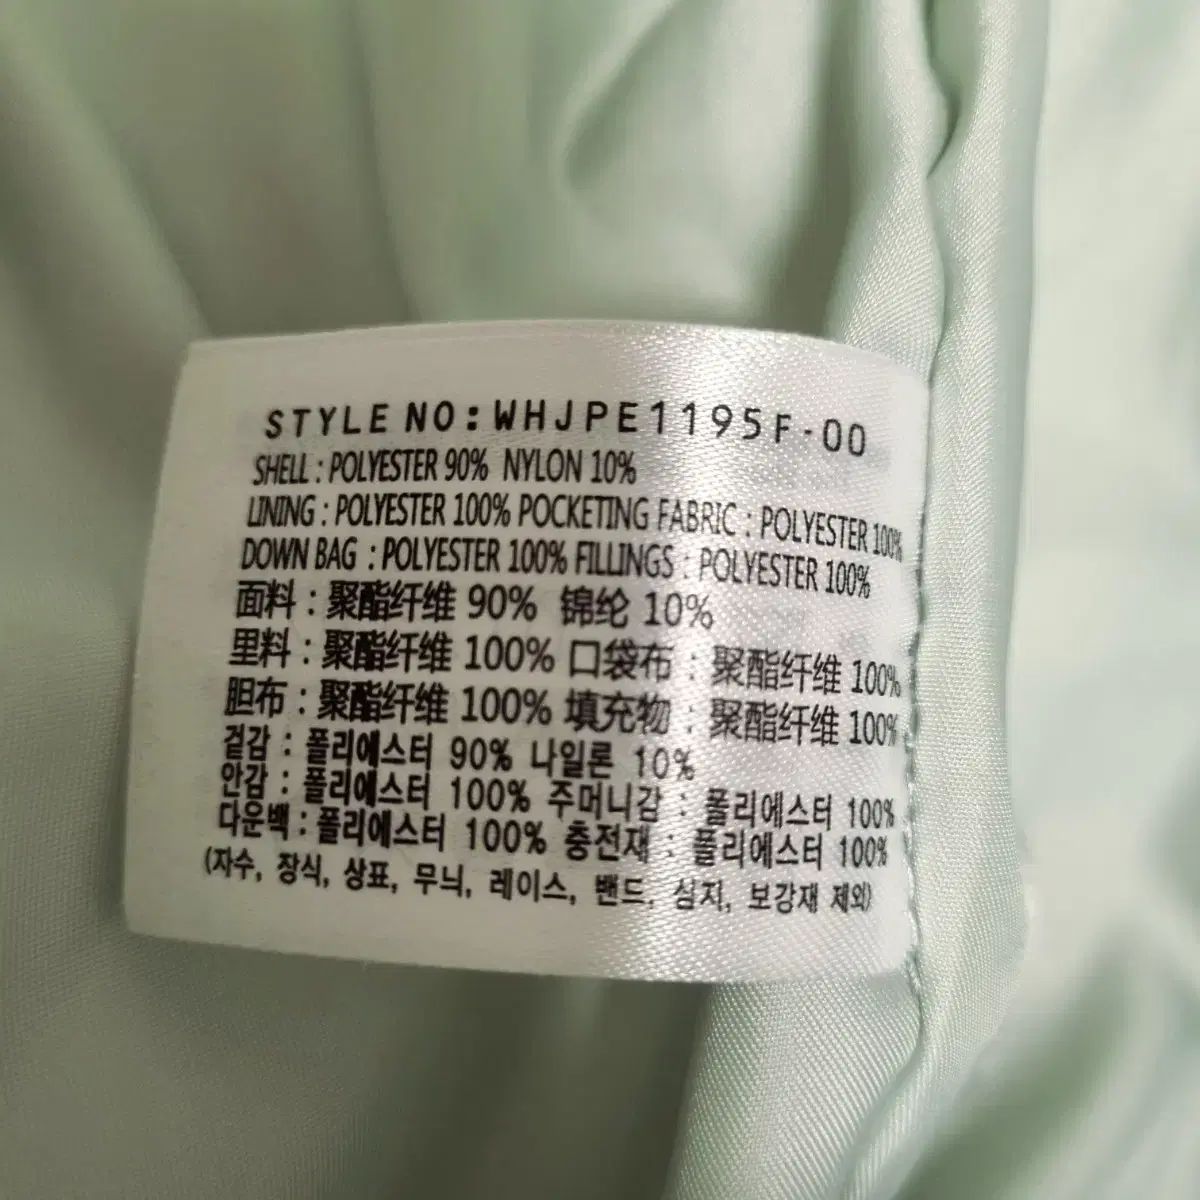 STYLE NO: WHJPE1195F-00
SHELL : POLYESTER 90% NYLON 10%
LINING : POLYESTER 100% POCKETING FABRIC : POLYESTER 100%
DOWN BAG : POLYESTER 100% FILLINGS : POLYESTER 100%
面料 : 聚酯纤维 90% 锦纶 10%
里料 : 聚酯纤维 100% 口袋布 : 聚酯纤维 100%
胆布 : 聚酯纤维 100% 填充物 : 聚酯纤维 100%
겉감 : 폴리에스터 90% 나일론 10%
안감 : 폴리에스터 100% 주머니감 : 폴리에스터 100%
다운백 : 폴리에스터 100% 충전재 : 폴리에스터 100%
(자수, 장식, 상표, 무늬, 레이스, 밴드, 심지, 보강재 제외)